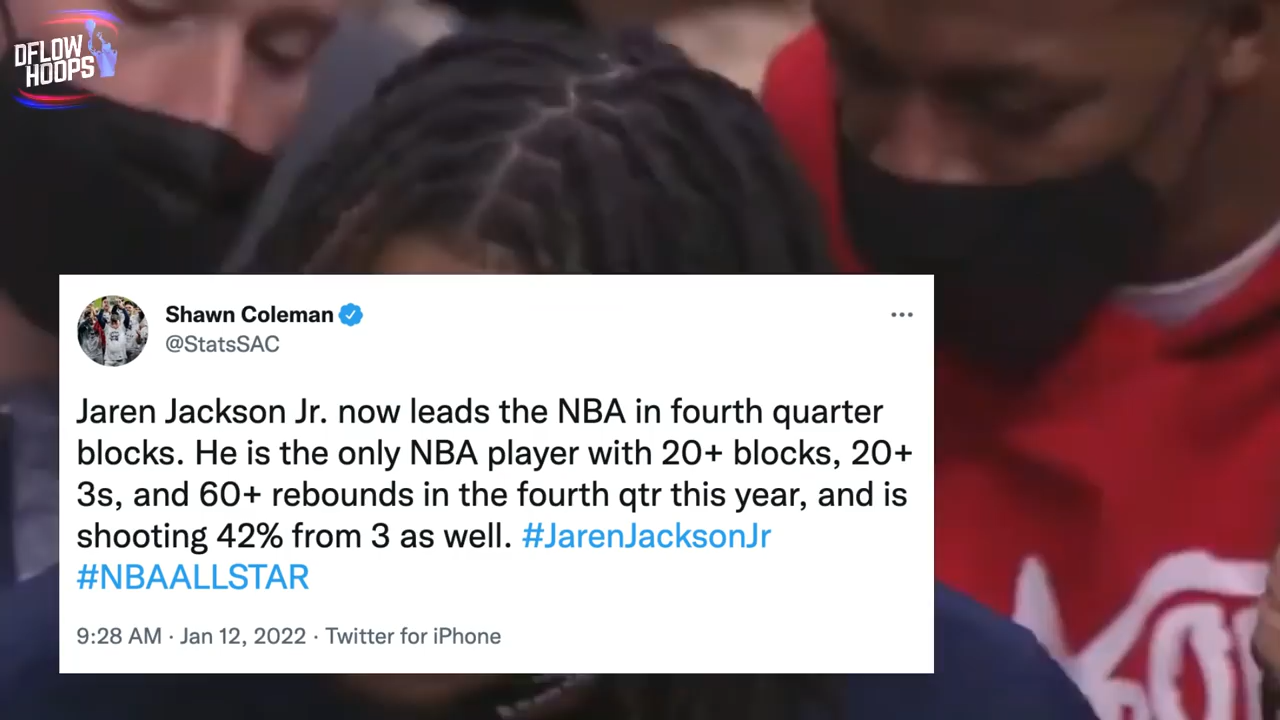 DFLOW
HOOPS
Shawn Coleman
@StatsSAC
Jaren Jackson Jr. now leads the NBA in fourth quarter
blocks. He is the only NBA player with 20+ blocks, 20+
3s, and 60+ rebounds in the fourth qtr this year, and is
shooting 42% from 3 as well. #JarenJacksonJr
#NBAALLSTAR
9:28 AM · Jan 12, 2022 · Twitter for iPhone